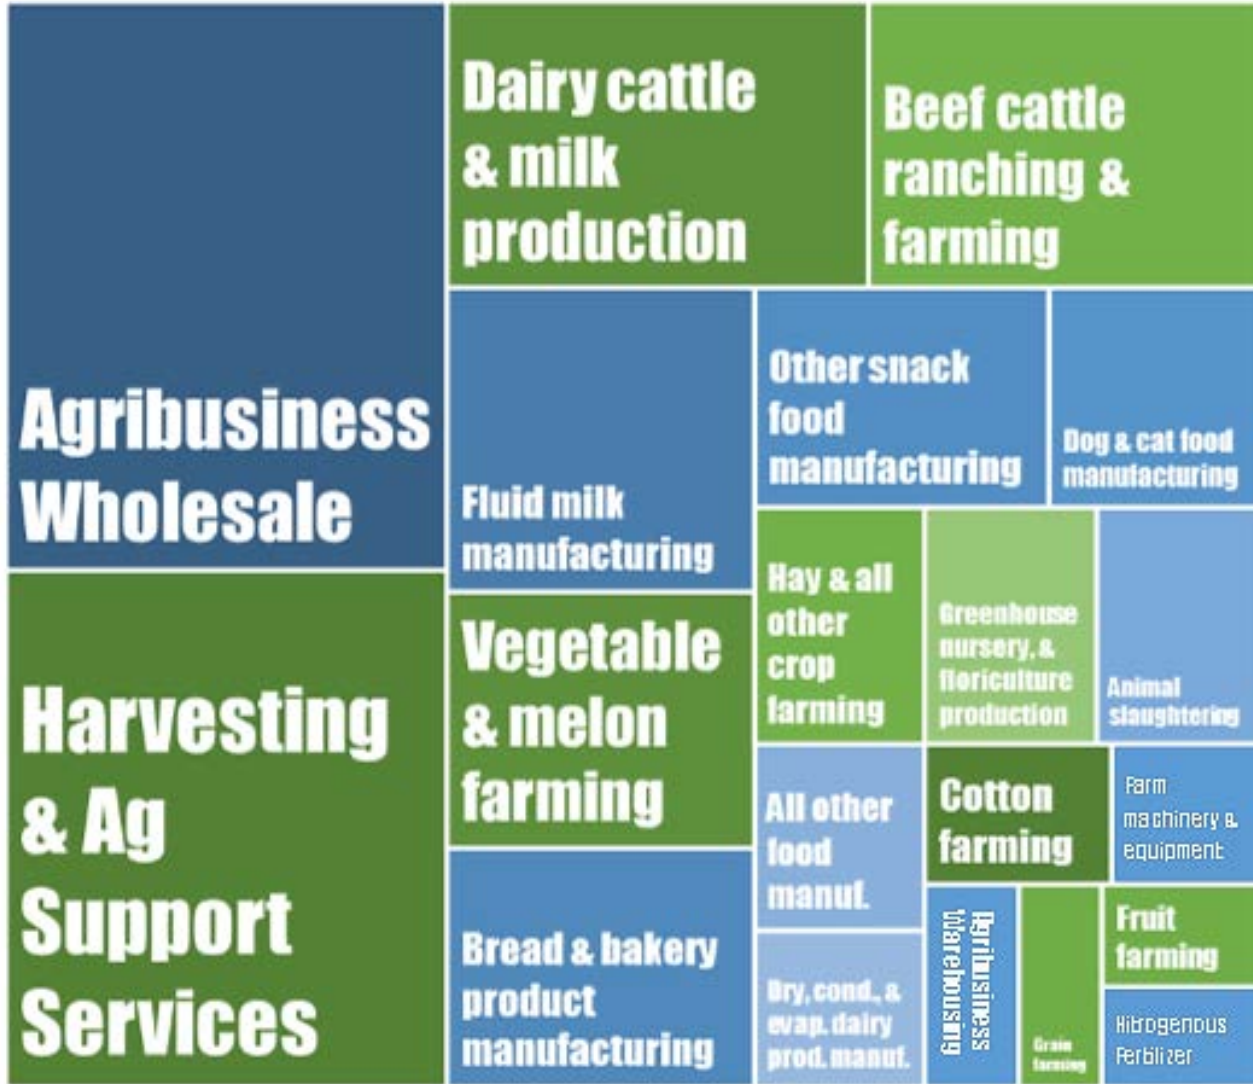 Agribusiness
Wholesale
Harvesting
& Ag
Support
Services
Dairy cattle
& milk
production
Beef cattle
ranching &
farming
Fluid milk
manufacturing
Vegetable
& melon
farming
Bread & bakery
product
manufacturing
Other snack
food
manufacturing
Dog & cat food
manufacturing
Hay & all
other
crop
farming
Greenhouse
nursery, &
floriculture
production
Animal
slaughtering
All other
food
manuf.
Dry, cond., &
evap. dairy
prod. manuf.
Cotton
farming
Farm
machinery &
equipment
Agribusiness
Warehousing
Grain
farming
Fruit
farming
Nitrogenous
Fertilizer